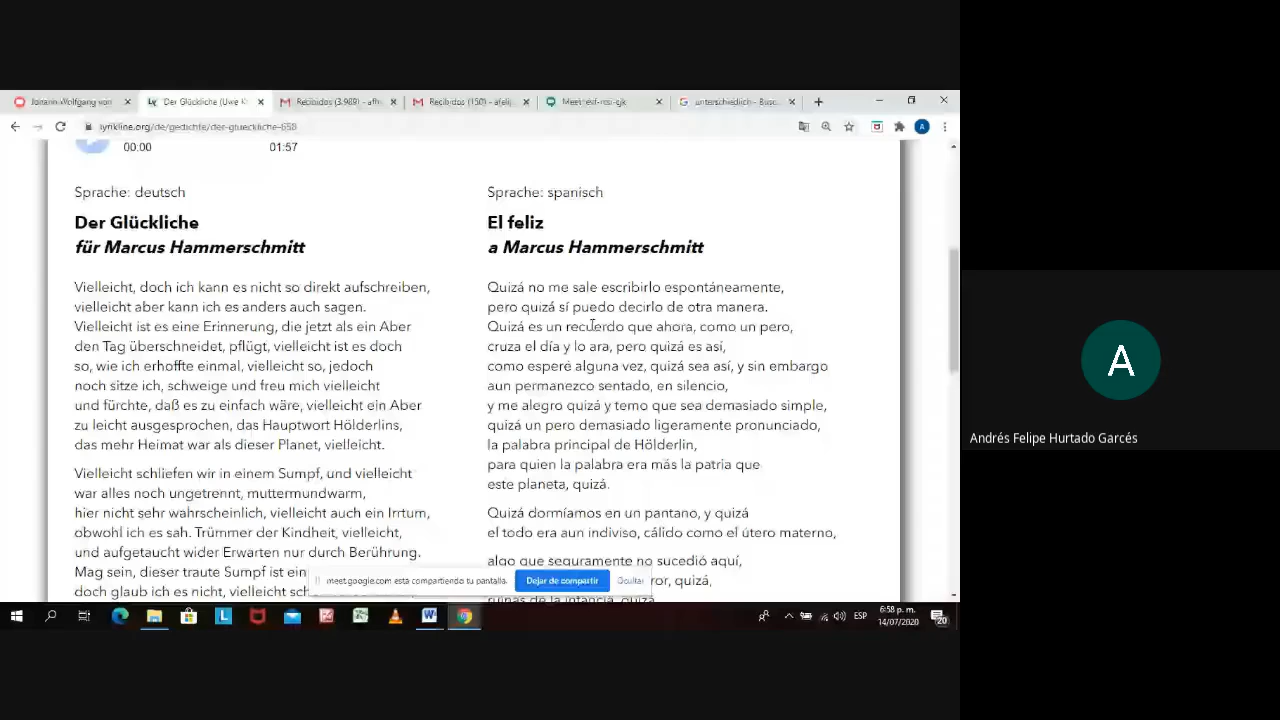 Johann Wolfgang von
Der Glückliche (Uwe K
Recibidos (3.989) - afh
Recibidos (150) - afelip
Meet
unterschiedlich - Busc
lyrikline.org/de/gedichte/der-glueckliche-658
00:00 01:57
Sprache: deutsch
Der Glückliche
für Marcus Hammerschmitt
Vielleicht, doch ich kann es nicht so direkt aufschreiben,
vielleicht aber kann ich es anders auch sagen.
Vielleicht ist es eine Erinnerung, die jetzt als ein Aber
den Tag überschneidet, pflügt, vielleicht ist es doch
so, wie ich erhoffte einmal, vielleicht so, jedoch
noch sitze ich, schweige und freu mich vielleicht
und fürchte, daß es zu einfach wäre, vielleicht ein Aber
zu leicht ausgesprochen, das Hauptwort Hölderlins,
das mehr Heimat war als dieser Planet, vielleicht.
Vielleicht schliefen wir in einem Sumpf, und vielleicht
war alles noch ungetrennt, muttermundwarm,
hier nicht sehr wahrscheinlich, vielleicht auch ein Irrtum,
obwohl ich es sah. Trümmer der Kindheit, vielleicht,
und aufgetaucht wider Erwarten nur durch Berührung.
Mag sein, dieser traute Sumpf ist ein
doch glaub ich es nicht, vielleicht
Sprache: spanisch
El feliz
a Marcus Hammerschmitt
Quizá no me sale escribirlo espontáneamente,
pero quizá sí puedo decirlo de otra manera.
Quizá es un recuerdo que ahora, como un pero,
cruza el día y lo ara, pero quizá es así,
como esperé alguna vez, quizá sea así, y sin embargo
aun permanezco sentado, en silencio,
y me alegro quizá y temo que sea demasiado simple,
quizá un pero demasiado ligeramente pronunciado,
la palabra principal de Hölderlin,
para quien la palabra era más la patria que
este planeta, quizá.
Quizá dormíamos en un pantano, y quizá
el todo era aun indiviso, cálido como el útero materno,
algo que seguramente no sucedió aquí,
ror, quizá,
ruinas de la infancia, quizá
meet.google.com está compartiendo tu pantalla.
Dejar de compartir
Ocultar
ESP
6:58 p. m.
14/07/2020
20
A
Andrés Felipe Hurtado Garcés